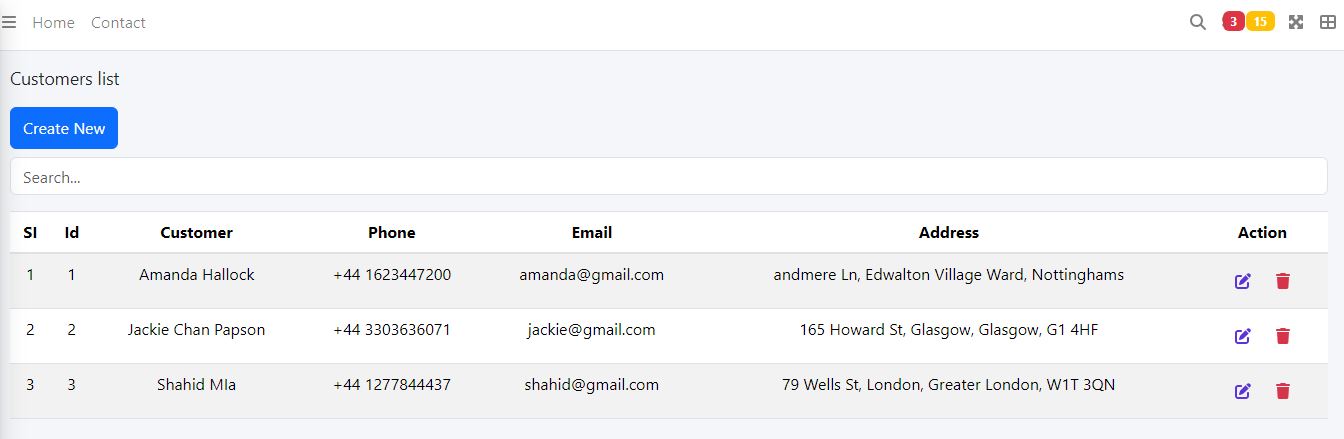 Home Contact 3 15
Customers list
Create New
Search...
Sl Id Customer Phone Email Address Action
1 1 Amanda Hallock +44 1623447200 amanda@gmail.com andmere Ln, Edwalton Village Ward, Nottinghams
2 2 Jackie Chan Papson +44 3303636071 jackie@gmail.com 165 Howard St, Glasgow, Glasgow, G1 4HF
3 3 Shahid MIa +44 1277844437 shahid@gmail.com 79 Wells St, London, Greater London, W1T 3QN